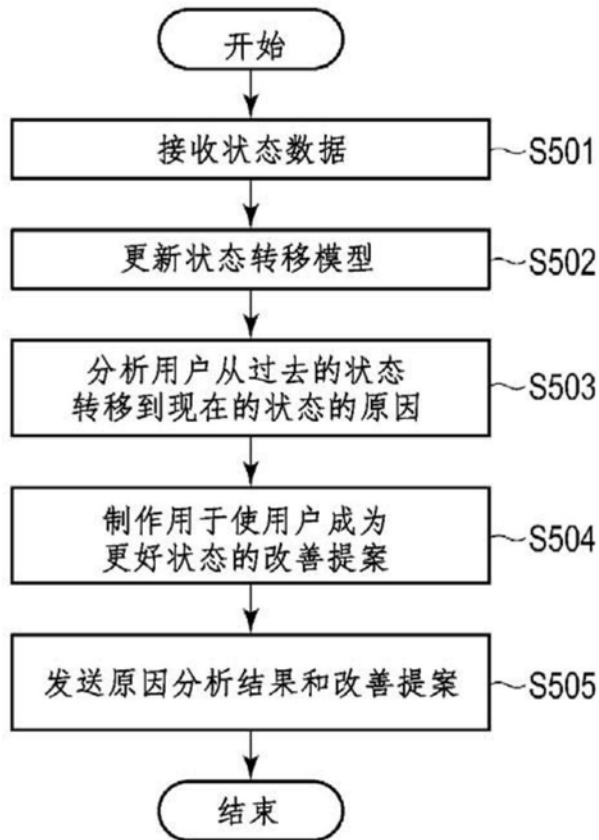 开始
接收状态数据
S501
更新状态转移模型
S502
分析用户从过去的状态
转移到现在的状态的原因
S503
制作用于使用户成为
更好状态的改善提案
S504
发送原因分析结果和改善提案
S505
结束